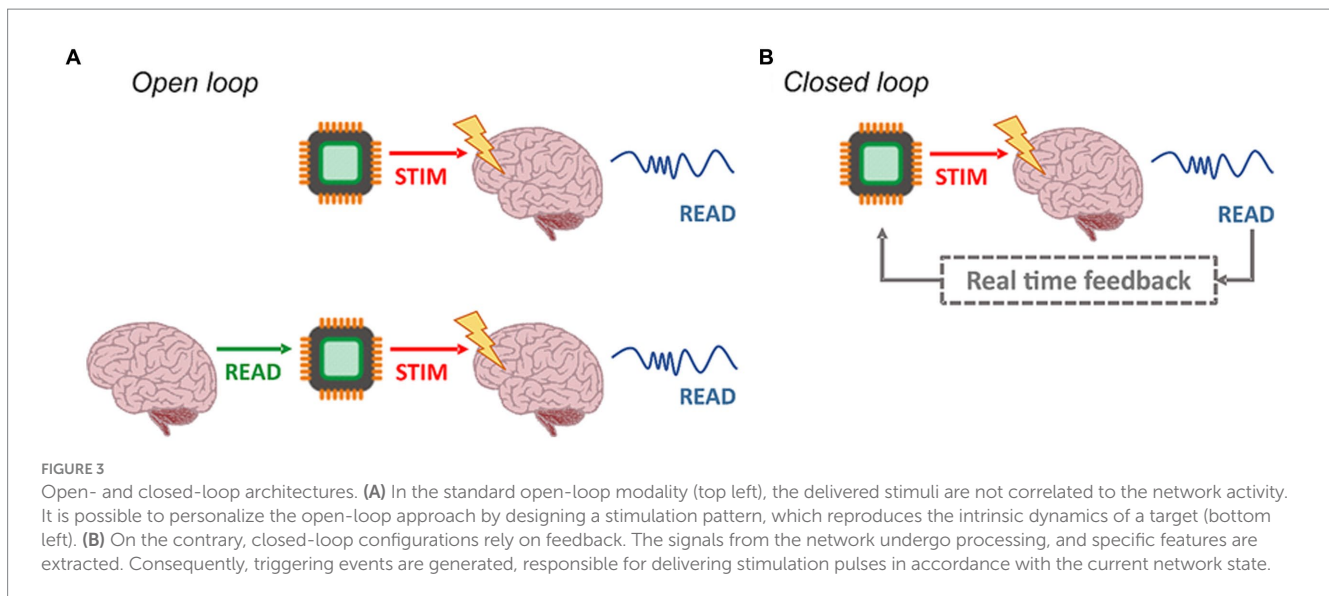 A
Open loop
STIM
READ
READ
STIM
READ
B
Closed loop
STIM
READ
Real time feedback
FIGURE 3
Open- and closed-loop architectures. (A) In the standard open-loop modality (top left), the delivered stimuli are not correlated to the network activity.
It is possible to personalize the open-loop approach by designing a stimulation pattern, which reproduces the intrinsic dynamics of a target (bottom
left). (B) On the contrary, closed-loop configurations rely on feedback. The signals from the network undergo processing, and specific features are
extracted. Consequently, triggering events are generated, responsible for delivering stimulation pulses in accordance with the current network state.